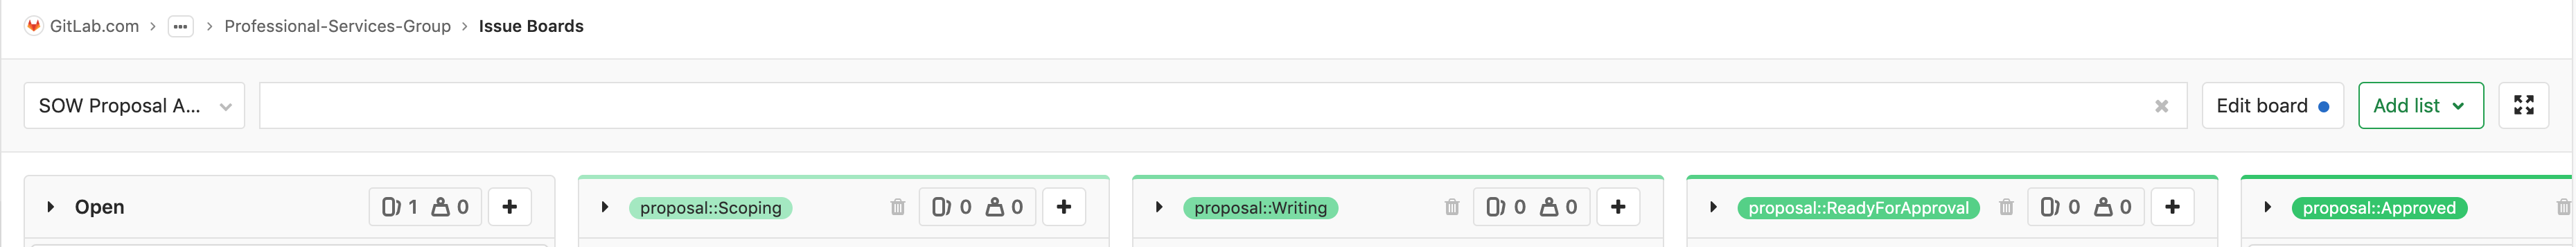 GitLab.com > ... > Professional-Services-Group > Issue Boards
SOW Proposal A... Edit board Add list
Open 1 0 + proposal::Scoping 0 0 + proposal::Writing 0 0 + proposal::ReadyForApproval 0 0 + proposal::Approved